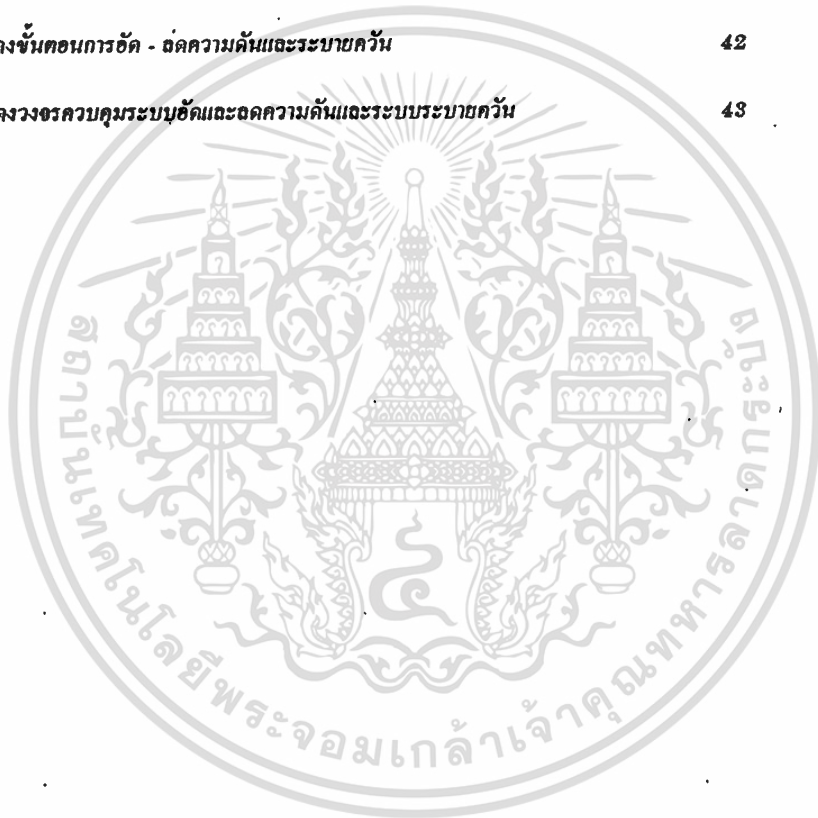 งขั้นตอนการอัด - ลดความดันและระบายควัน 42
งวงจรควบคุมระบบอัดและลดความดันและระบบระบายควัน 43
สถาบันเทคโนโลยีพระจอมเกล้าเจ้าคุณทหารลาดกระบัง